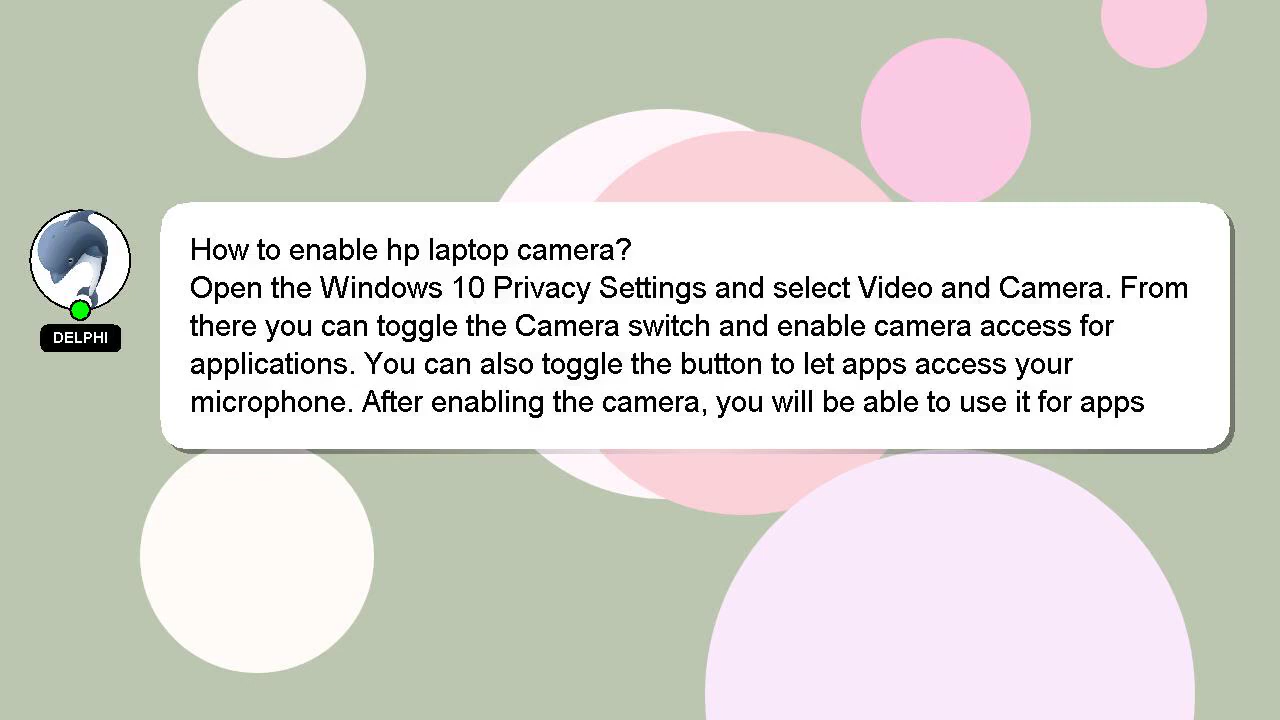 How to enable hp laptop camera?
Open the Windows 10 Privacy Settings and select Video and Camera. From
there you can toggle the Camera switch and enable camera access for
applications. You can also toggle the button to let apps access your
microphone. After enabling the camera, you will be able to use it for apps
DELPHI